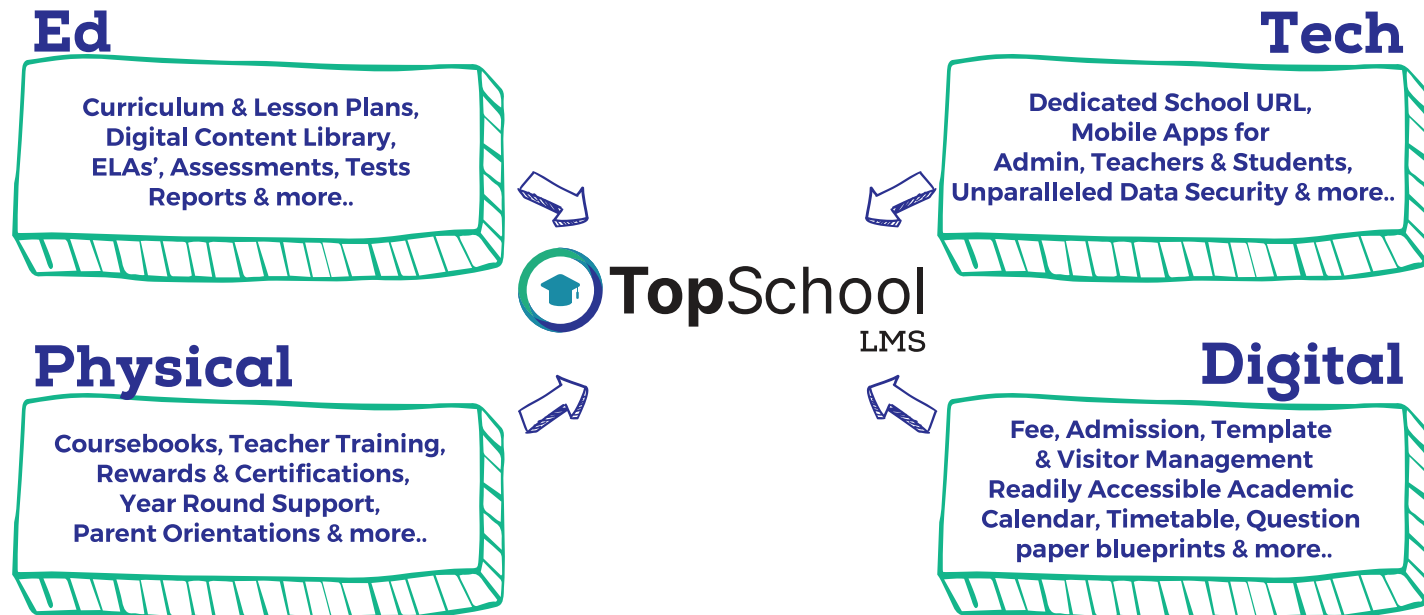 Ed
Curriculum & Lesson Plans,
Digital Content Library,
ELAs’, Assessments, Tests
Reports & more..
Tech
Dedicated School URL,
Mobile Apps for
Admin, Teachers & Students,
Unparalleled Data Security & more..
TopSchool
LMS
Physical
Coursebooks, Teacher Training,
Rewards & Certifications,
Year Round Support,
Parent Orientations & more..
Digital
Fee, Admission, Template
& Visitor Management
Readily Accessible Academic
Calendar, Timetable, Question
paper blueprints & more..